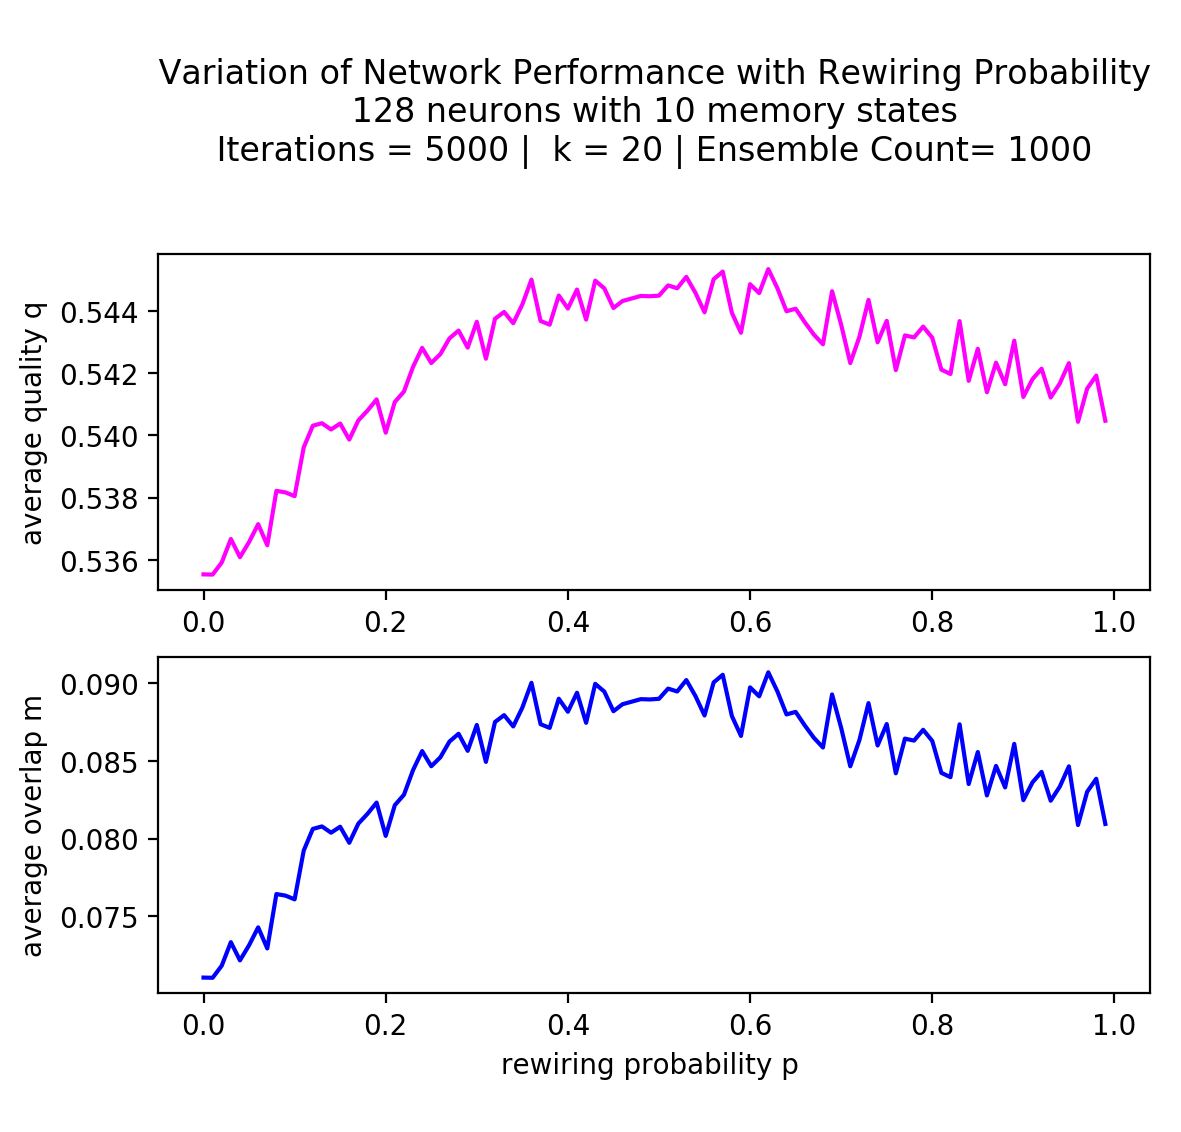 Variation of Network Performance with Rewiring Probability
128 neurons with 10 memory states
Iterations = 5000 |  k = 20 | Ensemble Count= 1000
average quality q
0.544
0.542
0.540
0.538
0.536
0.0 0.2 0.4 0.6 0.8 1.0
average overlap m
0.090
0.085
0.080
0.075
0.0 0.2 0.4 0.6 0.8 1.0
rewiring probability p